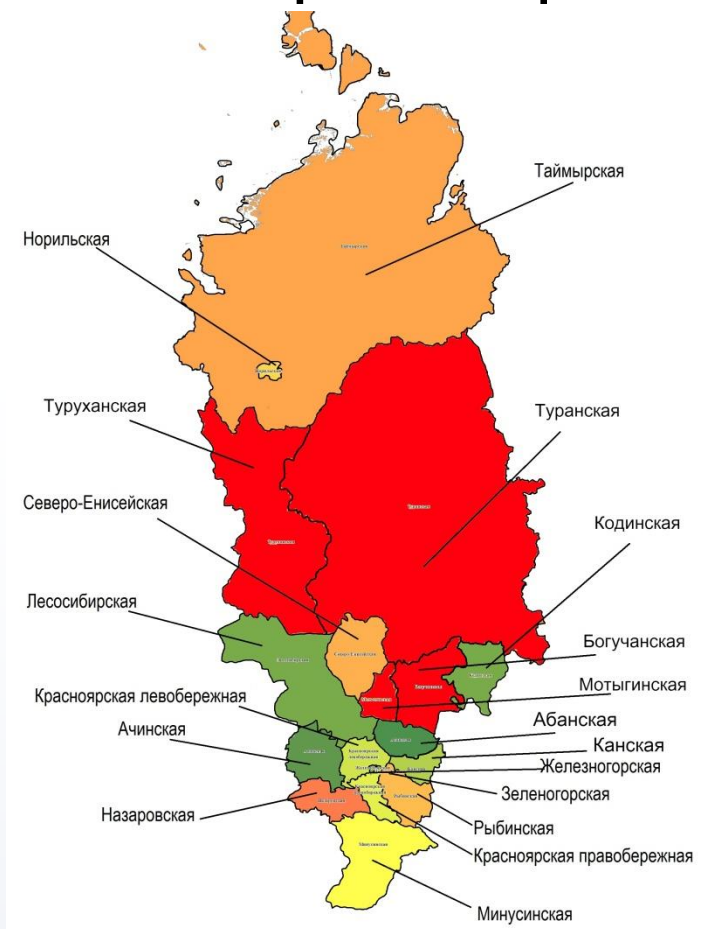 Таймырская
Норильская
Туруханская
Туранская
Северо-Енисейская
Кодинская
Лесосибирская
Богучанская
Мотыгинская
Красноярская левобережная
Абанская
Ачинская
Канская
Железногорская
Зеленогорская
Назаровская
Рыбинская
Красноярская правобережная
Минусинская